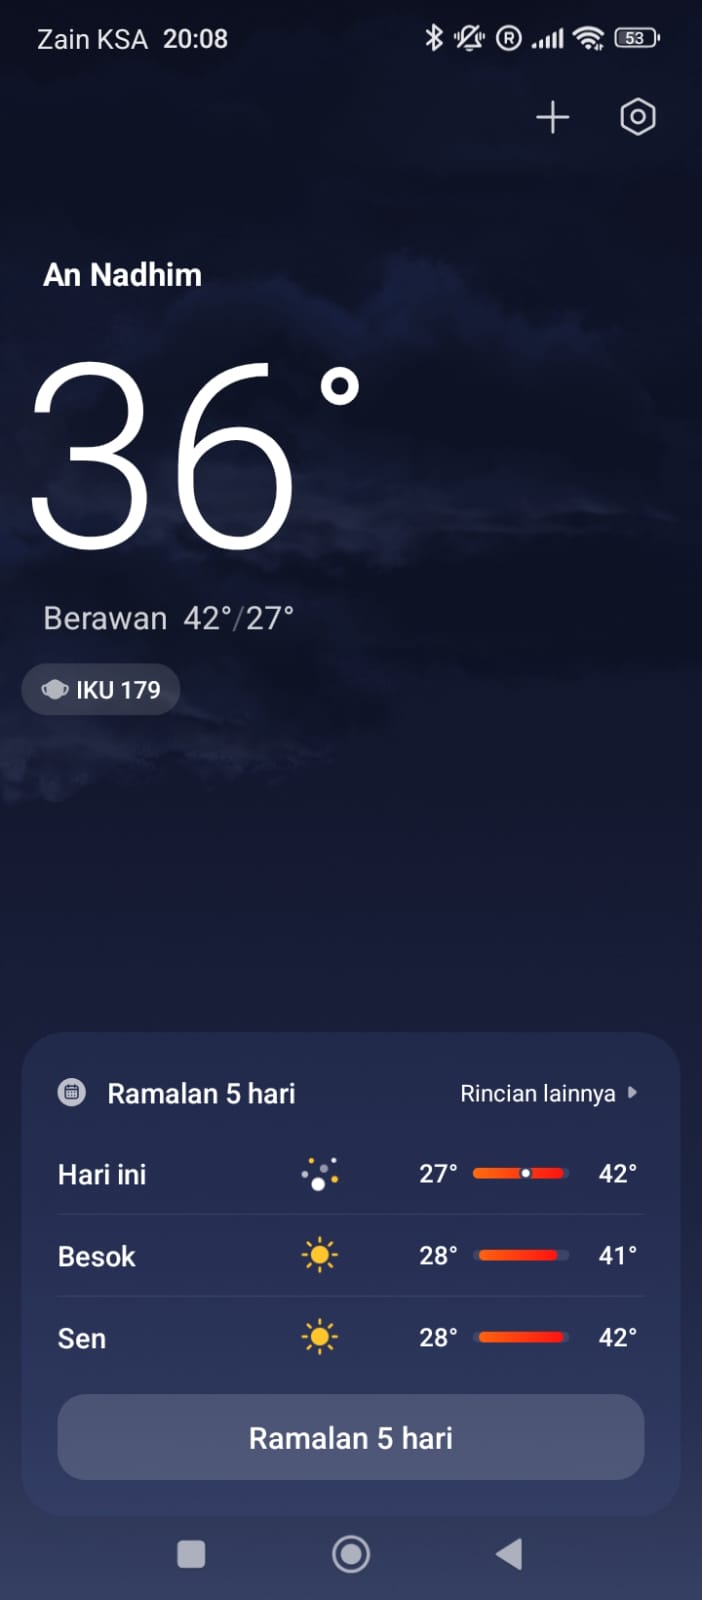 Zain KSA 20:08
R
53
An Nadhim
36°
Berawan 42°/27°
IKU 179
Ramalan 5 hari Rincian lainnya
Hari ini 27° 42°
Besok 28° 41°
Sen 28° 42°
Ramalan 5 hari